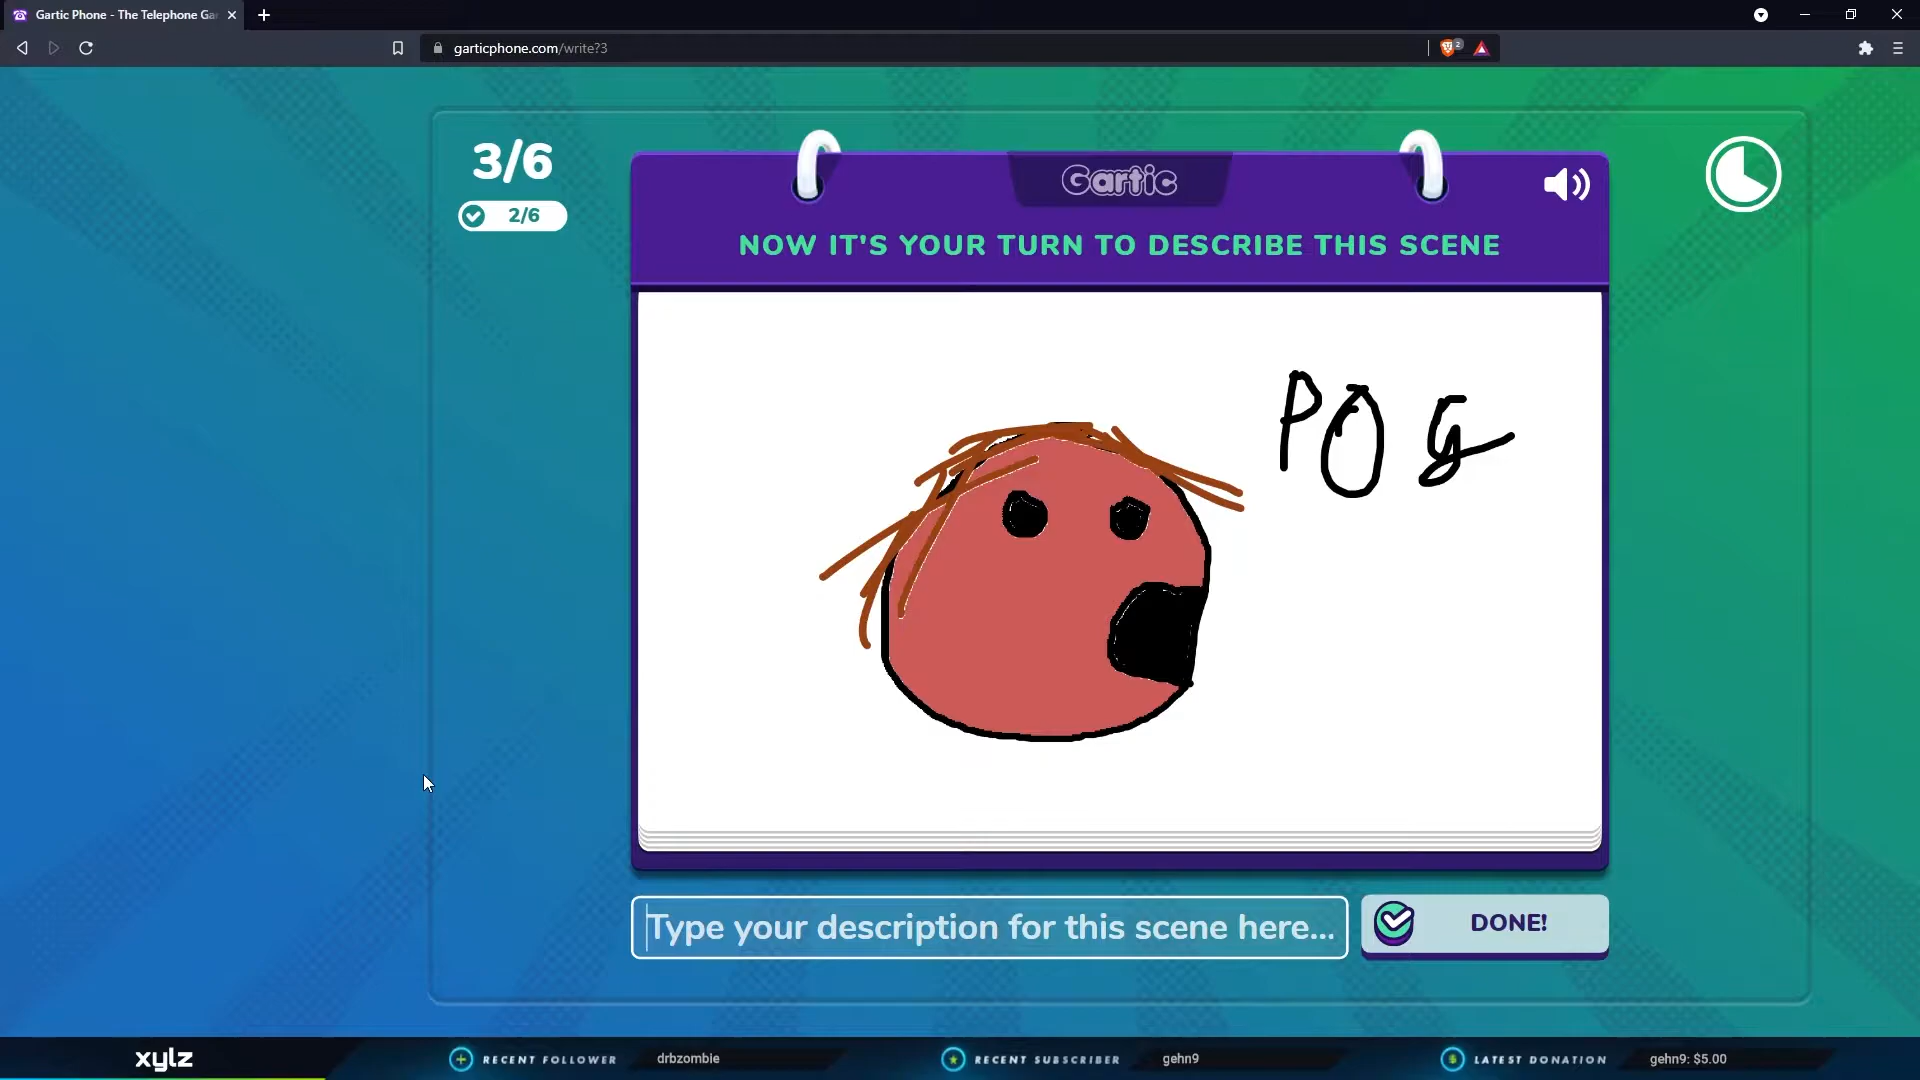 Gartic Phone - The Telephone Ga
garticphone.com/write?3
2
3/6
2/6
Gartic
NOW IT'S YOUR TURN TO DESCRIBE THIS SCENE
POG
Type your description for this scene here...
DONE!
xylz
RECENT FOLLOWER drbzombie
RECENT SUBSCRIBER gehn9
LATEST DONATION gehn9: $5.00